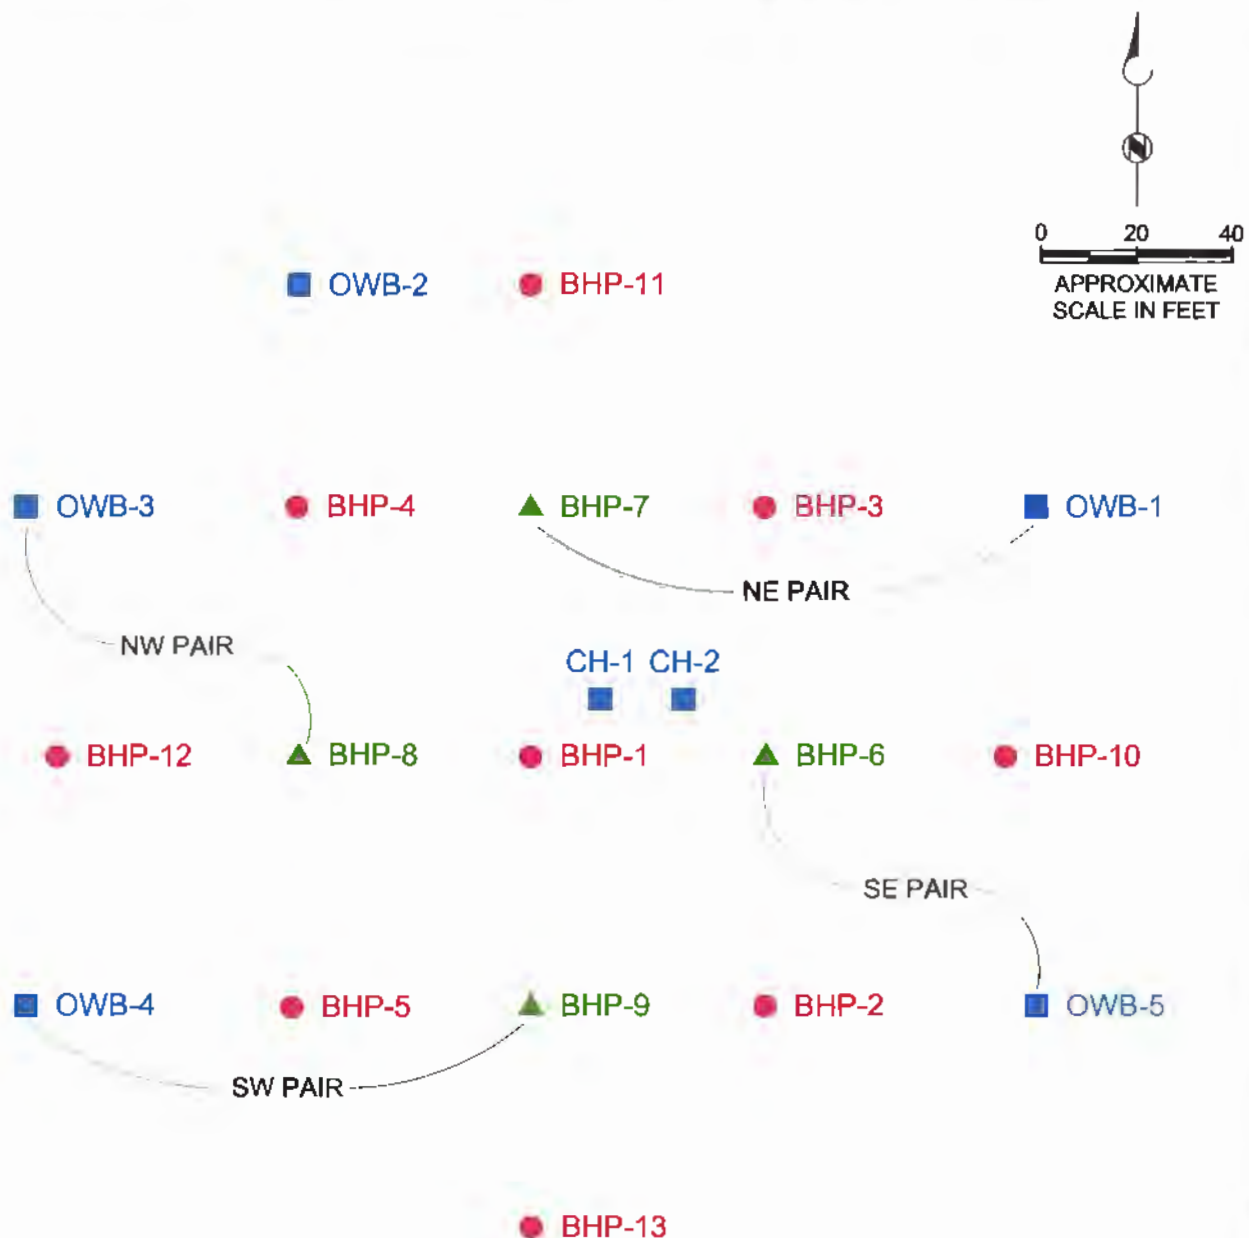 N
0 20 40
APPROXIMATE
SCALE IN FEET
OWB-2 BHP-11
OWB-3 BHP-4 BHP-7 BHP-3 OWB-1
NE PAIR
NW PAIR
CH-1 CH-2
BHP-12 BHP-8 BHP-1 BHP-6 BHP-10
SE PAIR
OWB-4 BHP-5 BHP-9 BHP-2 OWB-5
SW PAIR
BHP-13